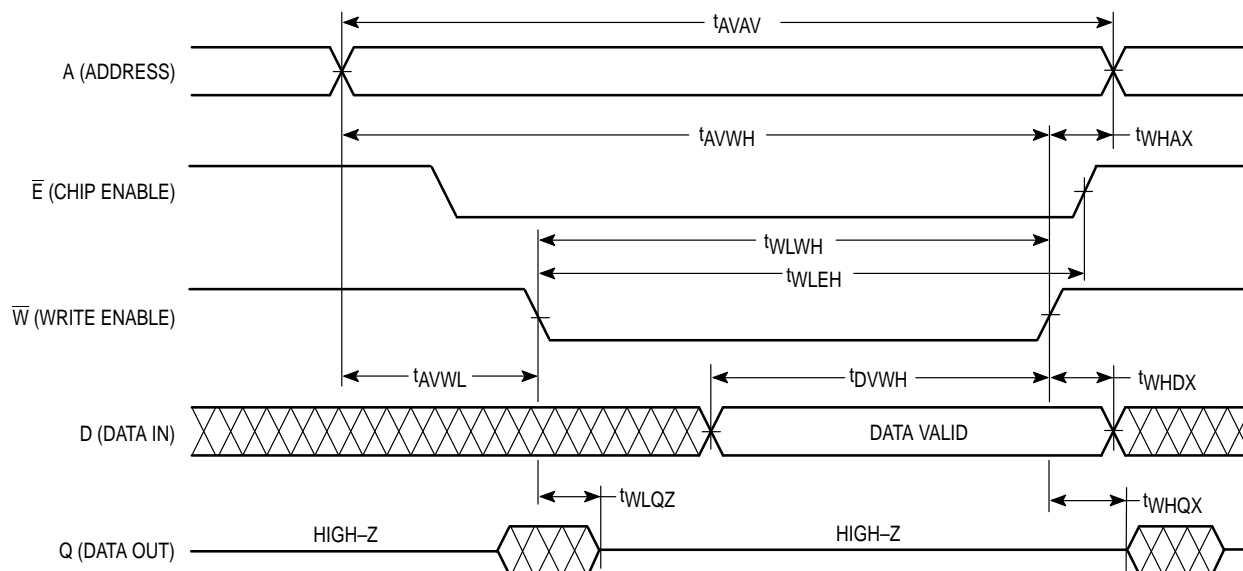 tAVAV
A (ADDRESS)
tAVWH
tWHAX
E̅ (CHIP ENABLE)
tWLWH
tWLEH
W̅ (WRITE ENABLE)
tAVWL
tDVWH
tWHDX
D (DATA IN)
DATA VALID
tWLQZ
tWHQX
Q (DATA OUT)
HIGH–Z
HIGH–Z